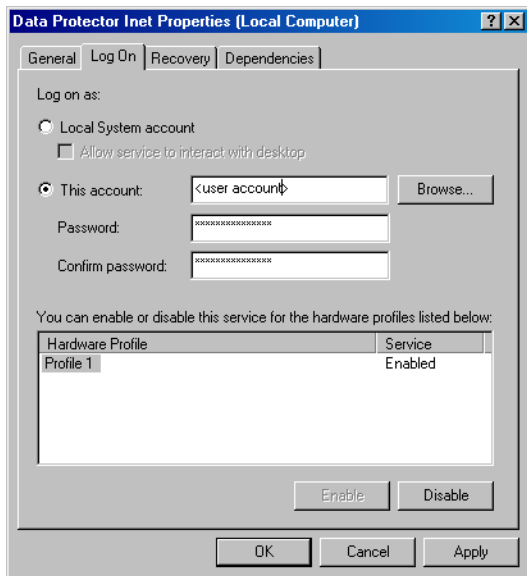 Data Protector Inet Properties (Local Computer) ? X
General Log On Recovery Dependencies
Log on as:
Local System account
Allow service to interact with desktop
This account: <user account> Browse...
Password: ***************
Confirm password: ***************
You can enable or disable this service for the hardware profiles listed below:
Hardware Profile Service
Profile 1 Enabled
Enable Disable
OK Cancel Apply